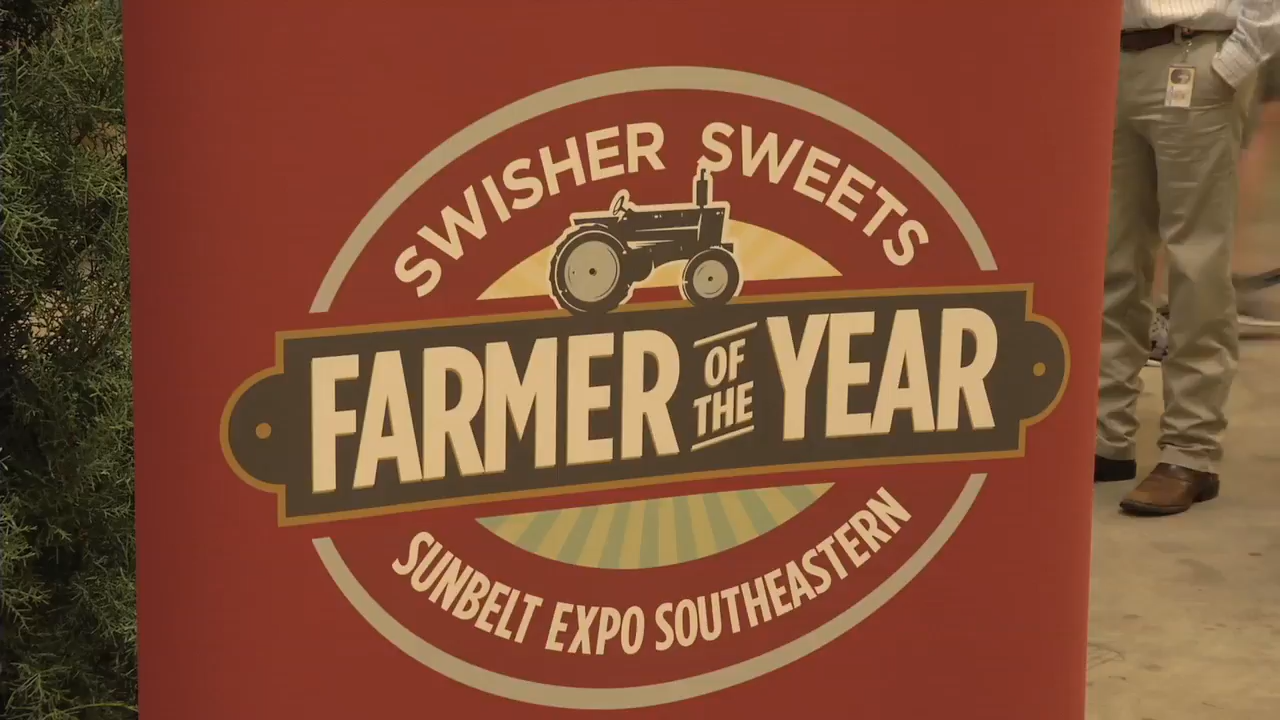 SWISHER SWEETS
FARMER OF THE YEAR
SUNBELT EXPO SOUTHEASTERN